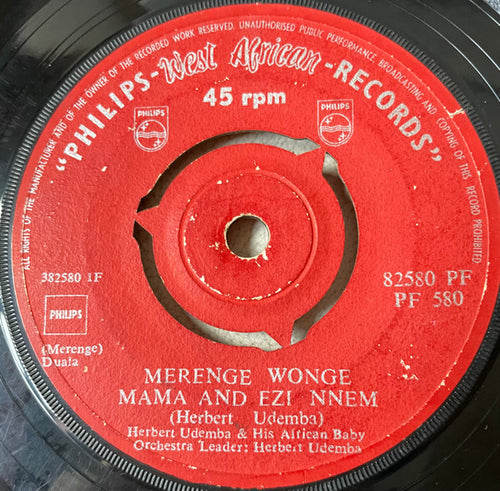 ALL RIGHTS OF THE MANUFACTURER AND OF THE OWNER OF THE RECORDED WORK RESERVED. UNAUTHORISED PUBLIC PERFORMANCE, BROADCASTING AND COPYING OF THIS RECORD PROHIBITED
"PHILIPS-West African-RECORDS"
45 rpm
PHILIPS
PHILIPS
382580 1F
82580 PF
PF 580
PHILIPS
(Merenge)
Duala
MERENGE WONGE
MAMA AND EZI NNEM
(Herbert Udemba)
Herbert Udemba & His African Baby
Orchestra Leader: Herbert Udemba